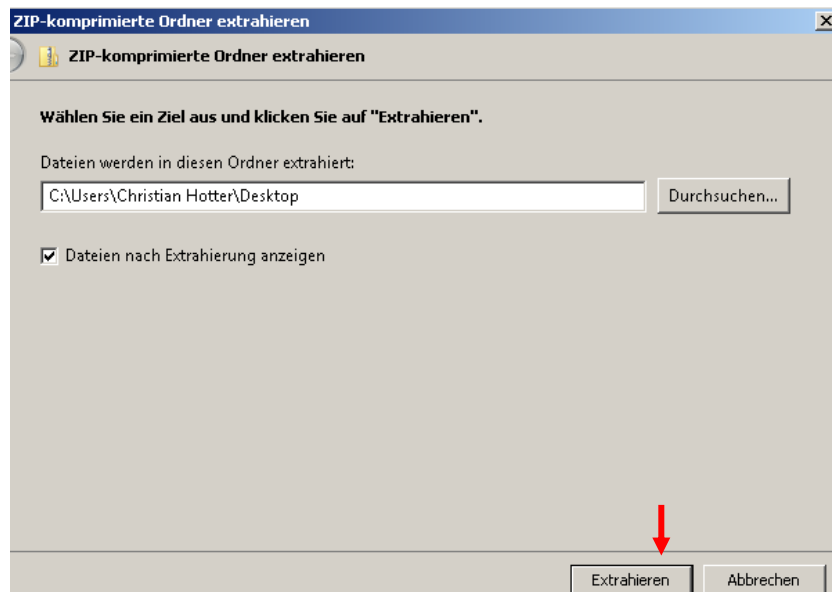 ZIP-komprimierte Ordner extrahieren
ZIP-komprimierte Ordner extrahieren
Wählen Sie ein Ziel aus und klicken Sie auf "Extrahieren".
Dateien werden in diesen Ordner extrahiert:
C:\Users\Christian Hotter\Desktop
Durchsuchen...
Dateien nach Extrahierung anzeigen
Extrahieren
Abbrechen